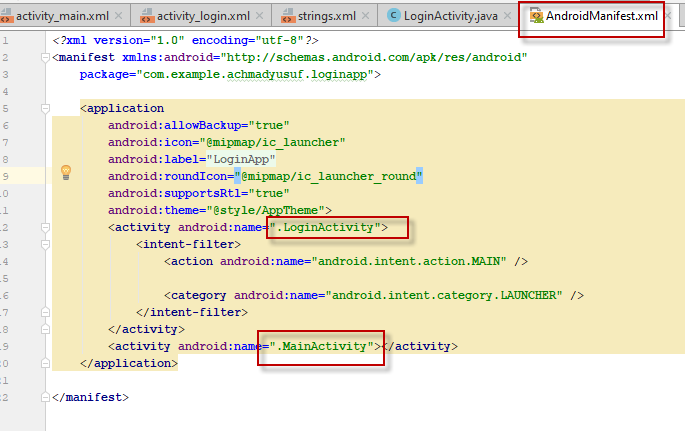 activity_main.xml × activity_login.xml × strings.xml × C LoginActivity.java × AndroidManifest.xml ×
1 <?xml version="1.0" encoding="utf-8"?>
2 <manifest xmlns:android="http://schemas.android.com/apk/res/android"
3 package="com.example.achmadyusuf.loginapp">
4
5 <application
6 android:allowBackup="true"
7 android:icon="@mipmap/ic_launcher"
8 android:label="LoginApp"
9 android:roundIcon="@mipmap/ic_launcher_round"
10 android:supportsRtl="true"
11 android:theme="@style/AppTheme">
12 <activity android:name=".LoginActivity">
13 <intent-filter>
14 <action android:name="android.intent.action.MAIN" />
15
16 <category android:name="android.intent.category.LAUNCHER" />
17 </intent-filter>
18 </activity>
19 <activity android:name=".MainActivity"></activity>
20 </application>
21
22 </manifest>